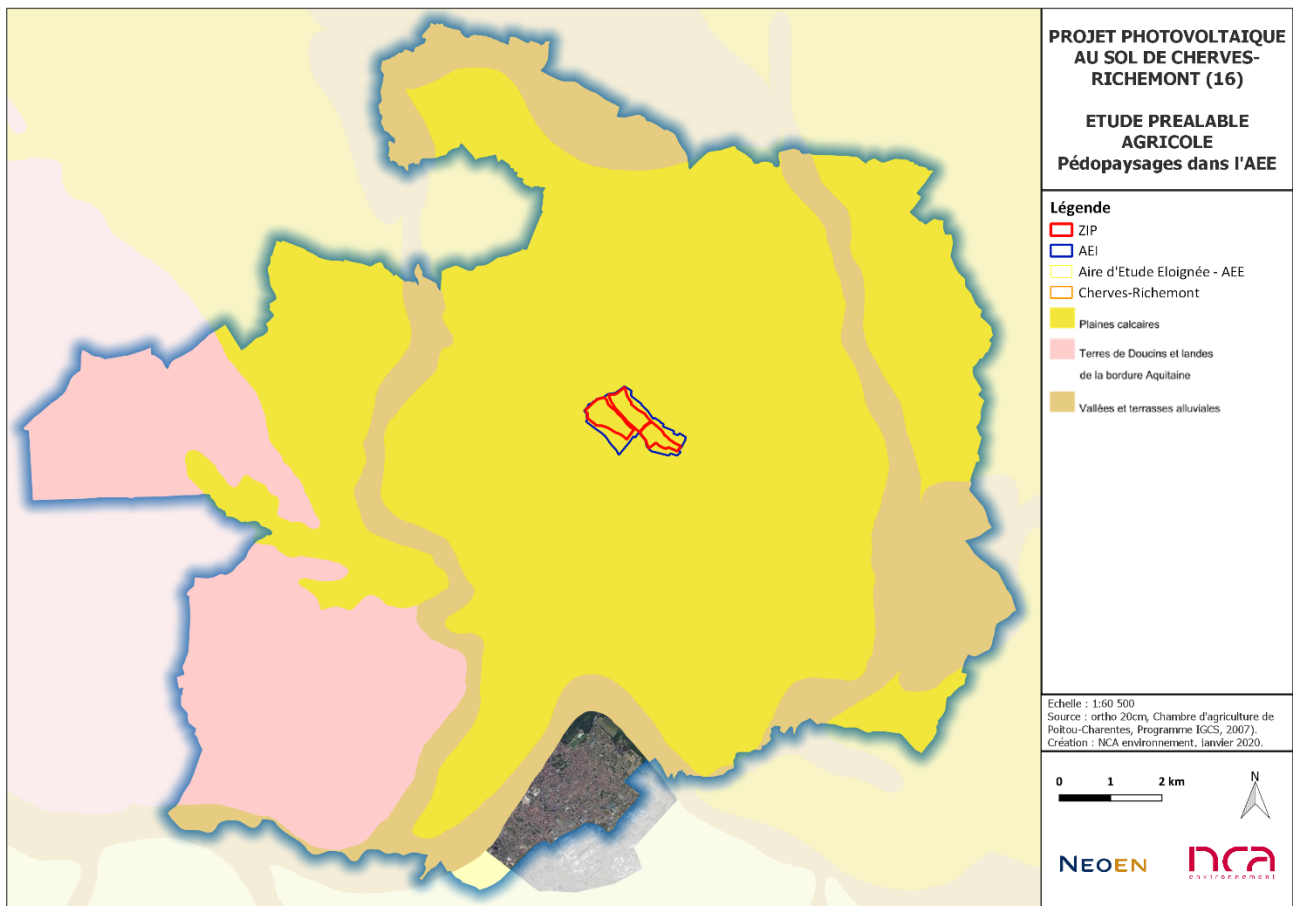 PROJET PHOTOVOLTAIQUE
AU SOL DE CHERVES-
RICHEMONT (16)
ETUDE PREALABLE
AGRICOLE
Pédopaysages dans l'AEE
Légende
ZIP
AEI
Aire d'Etude Eloignée - AEE
Cherves-Richemont
Plaines calcaires
Terres de Doucins et landes
de la bordure Aquitaine
Vallées et terrasses alluviales
Echelle : 1:60 500
Source : ortho 20cm, Chambre d'agriculture de
Poitou-Charentes, Programme IGCS, 2007).
Création : NCA environnement, janvier 2020.
0 1 2 km
N
NEOEN
nca
environnement